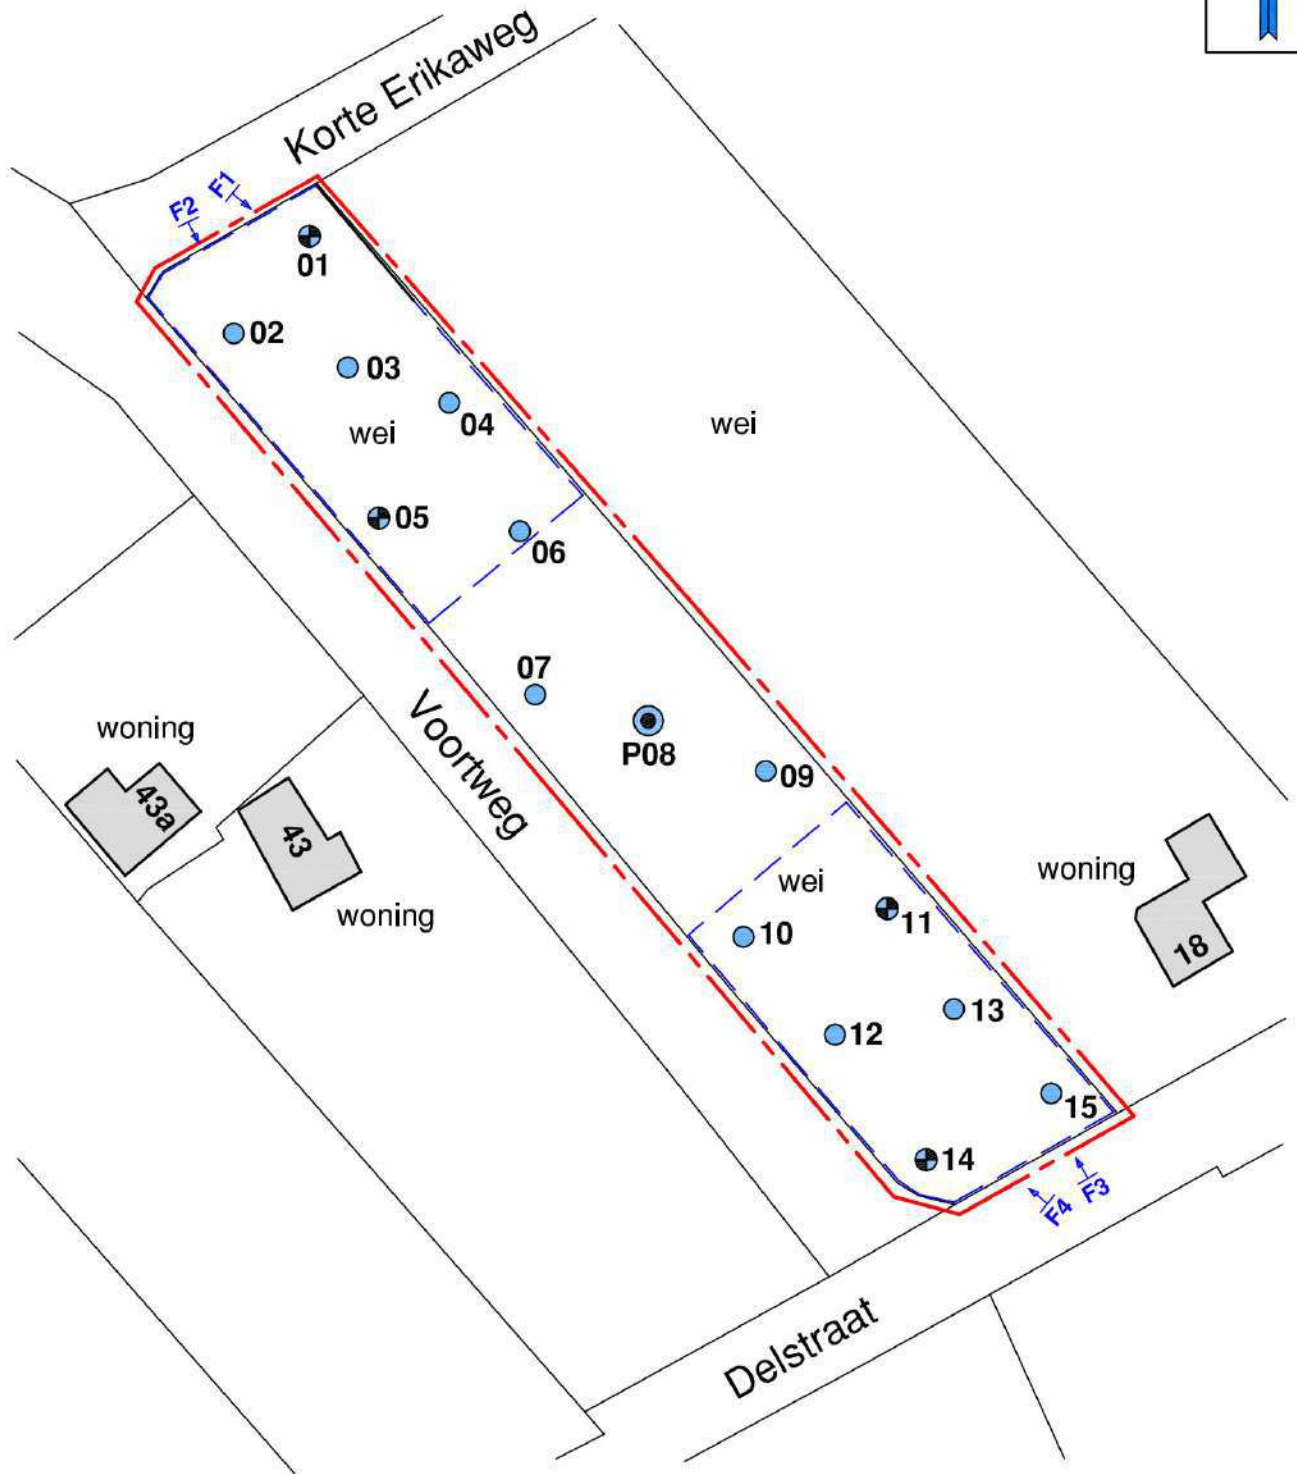 Korte Erikaweg
F1
F2
01
02
03
04
wei
wei
05
06
07
P08
09
woning
43a
43
woning
Voortweg
wei
10
11
woning
18
12
13
15
14
F3
F4
Delstraat